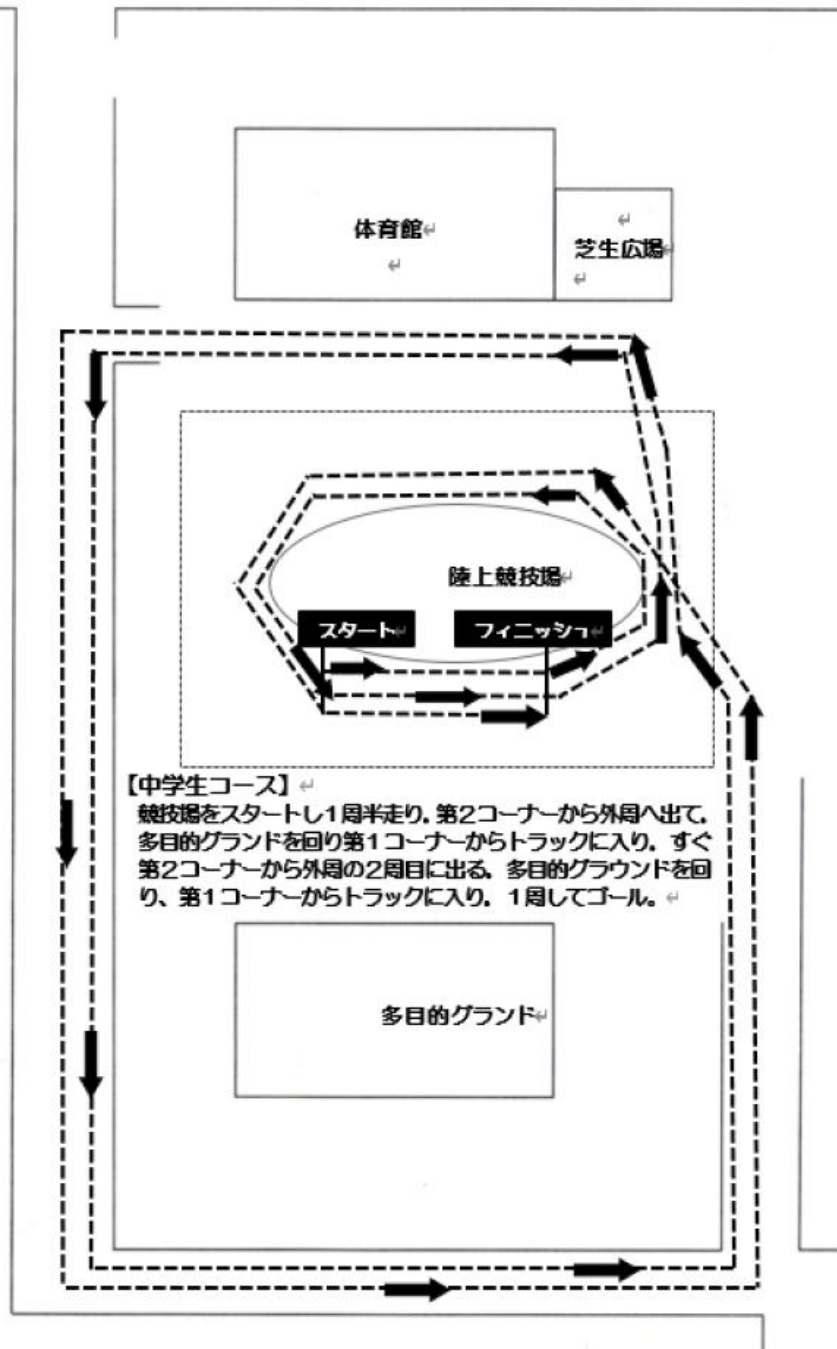 体育館
芝生広場
陸上競技場
スタート
フィニッシュ
【中学生コース】
競技場をスタートし1周半走り，第2コーナーから外周へ出て，
多目的グランドを回り第1コーナーからトラックに入り，すぐ
第2コーナーから外周の2周目に出る。多目的グラウンドを回
り、第1コーナーからトラックに入り，1周してゴール。
多目的グランド